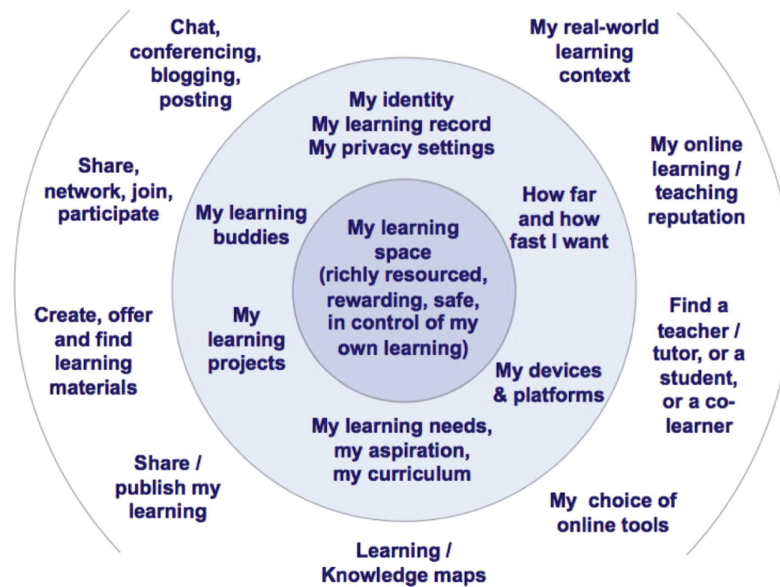 Chat,
conferencing,
blogging,
posting
My real-world
learning
context
My identity
My learning record
My privacy settings
Share,
network, join,
participate
My online
learning /
teaching
reputation
My learning
buddies
How far
and how
fast I want
My learning
space
(richly resourced,
rewarding, safe,
in control of my
own learning)
Create, offer
and find
learning
materials
My
learning
projects
Find a
teacher /
tutor, or a
student,
or a co-
learner
My devices
& platforms
My learning needs,
my aspiration,
my curriculum
Share /
publish my
learning
My choice of
online tools
Learning /
Knowledge maps